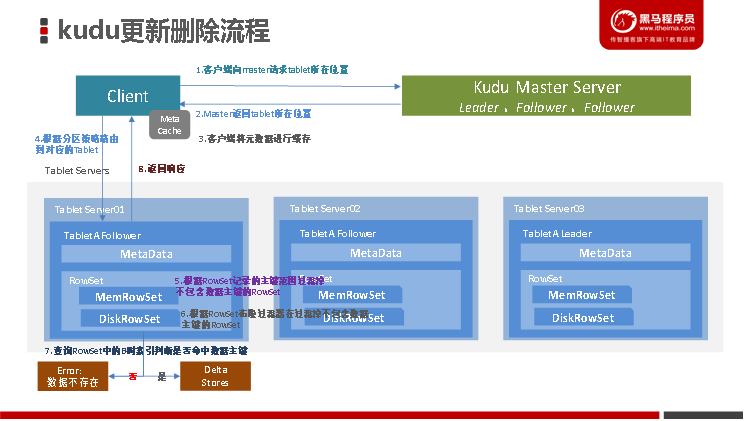 kudu更新删除流程
黑马程序员
www.itheima.com
传智播客旗下高端IT教育品牌
1.客户端向master请求tablet所在位置
Client
Kudu Master Server
Leader 、Follower 、Follower
Meta
Cache
2.Master返回tablet所在位置
3.客户端将元数据进行缓存
4.根据分区策略路由
到对应的Tablet
Tablet Servers
8.返回响应
Tablet Server01
TabletA Follower
MetaData
RowSet
MemRowSet
DiskRowSet
Tablet Server02
TabletA Follower
MetaData
MemRowSet
DiskRowSet
Tablet Server03
TabletA Leader
MetaData
RowSet
MemRowSet
DiskRowSet
5.根据RowSet记录的主键范围过滤掉
不包含数据主键的RowSet
6.根据RowSet布隆过滤器在过滤掉不包含数据
主键的RowSet
7.查询RowSet中的B树索引判断是否命中数据主键
Error:
数据不存在
否
是
Delta
Stores